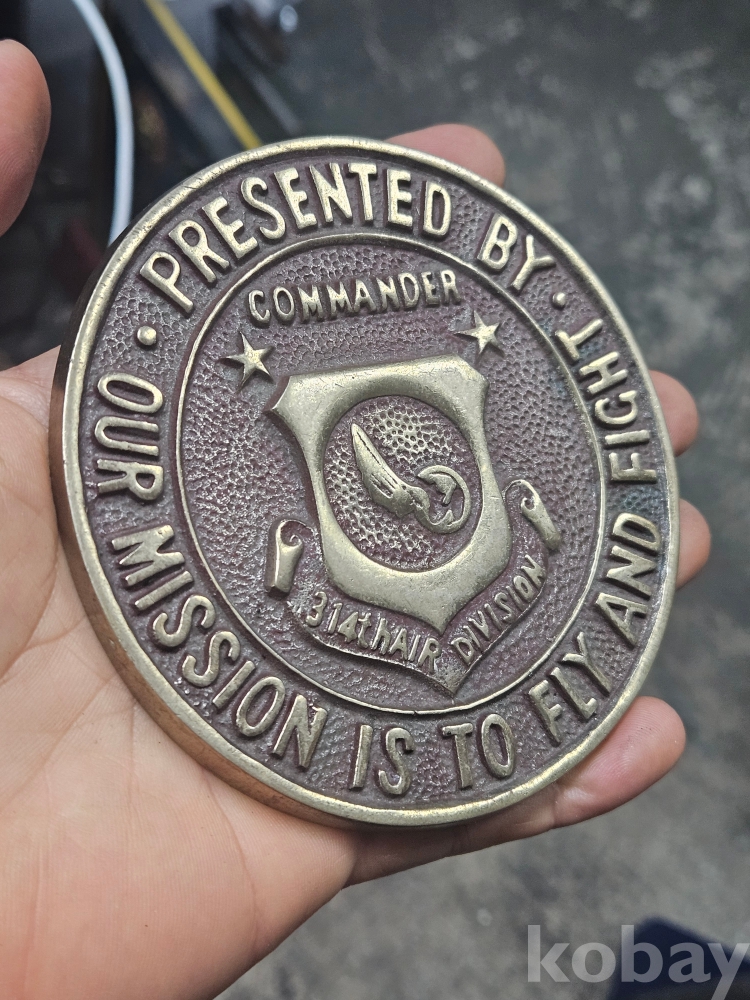 · PRESENTED BY ·
COMMANDER
314th AIR DIVISION
OUR MISSION IS TO FLY AND FIGHT
kobay